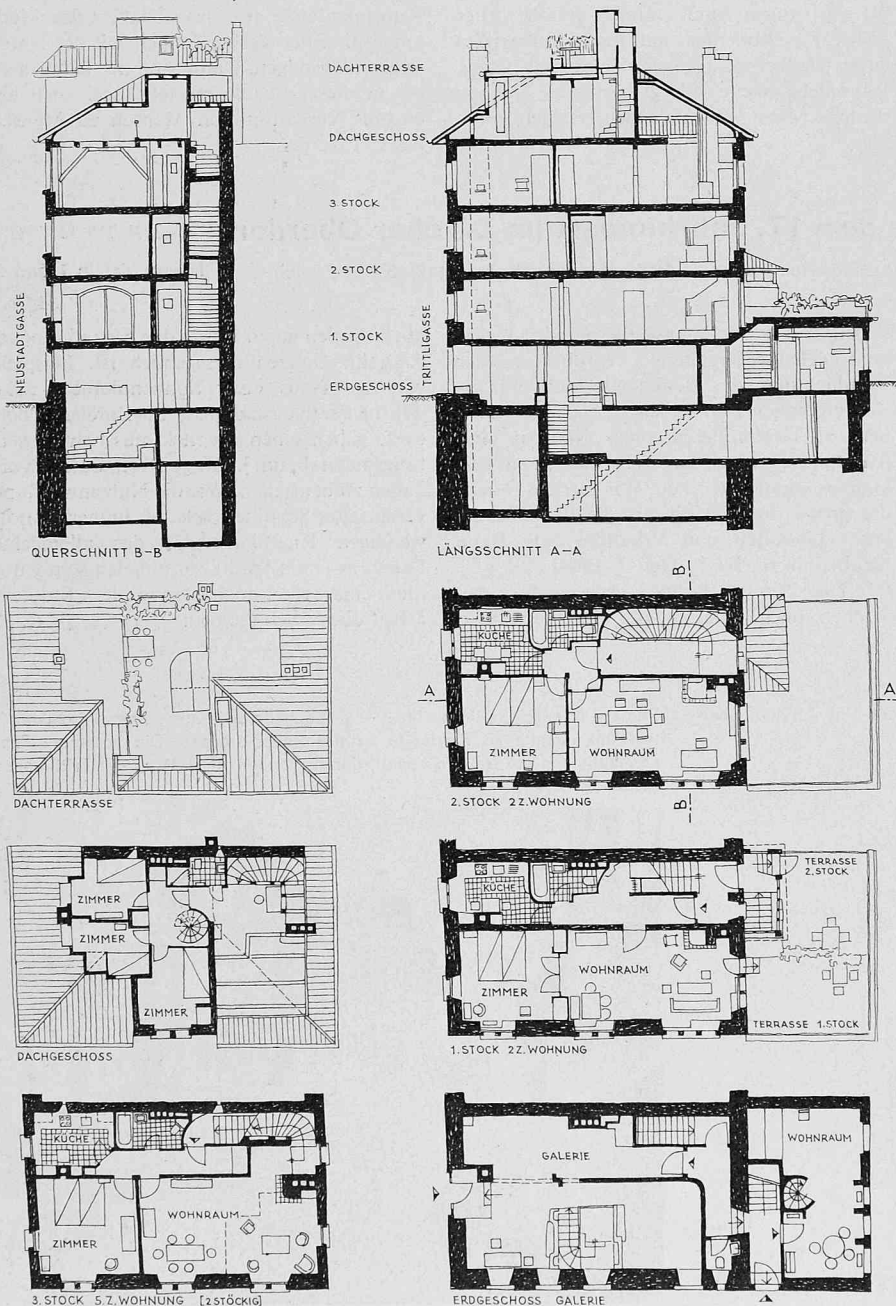 DACHTERRASSE
DACHGESCHOSS
3. STOCK
2. STOCK
1. STOCK
ERDGESCHOSS
NEUSTADTGASSE
TRITTLIGASSE
QUERSCHNITT B-B
LÄNGSSCHNITT A-A
DACHTERRASSE
B
KÜCHE
A
A
ZIMMER
WOHNRAUM
B
2. STOCK 2 Z. WOHNUNG
ZIMMER
ZIMMER
ZIMMER
DACHGESCHOSS
KÜCHE
TERRASSE
2. STOCK
ZIMMER
WOHNRAUM
TERRASSE 1. STOCK
1. STOCK 2 Z. WOHNUNG
KÜCHE
ZIMMER
WOHNRAUM
3. STOCK 5. Z. WOHNUNG [2 STÖCKIG]
GALERIE
WOHNRAUM
ERDGESCHOSS GALERIE